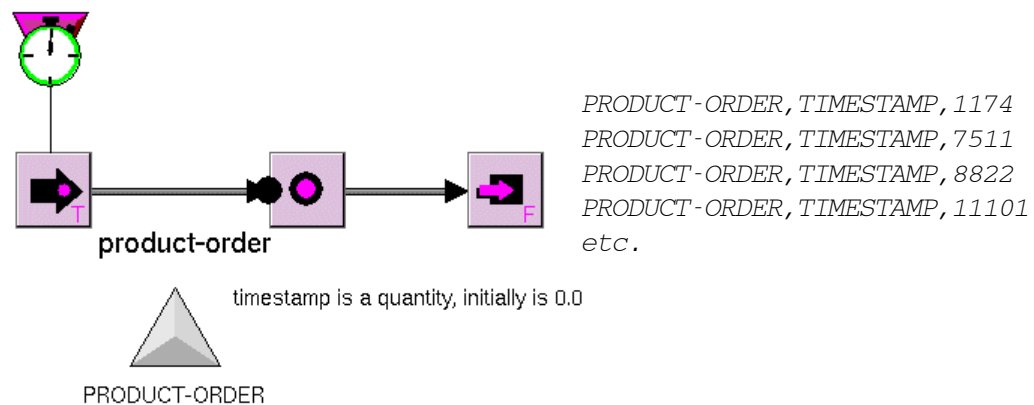 PRODUCT-ORDER,TIMESTAMP,1174
PRODUCT-ORDER,TIMESTAMP,7511
PRODUCT-ORDER,TIMESTAMP,8822
PRODUCT-ORDER,TIMESTAMP,11101
etc.
T
F
product-order
timestamp is a quantity, initially is 0.0
PRODUCT-ORDER